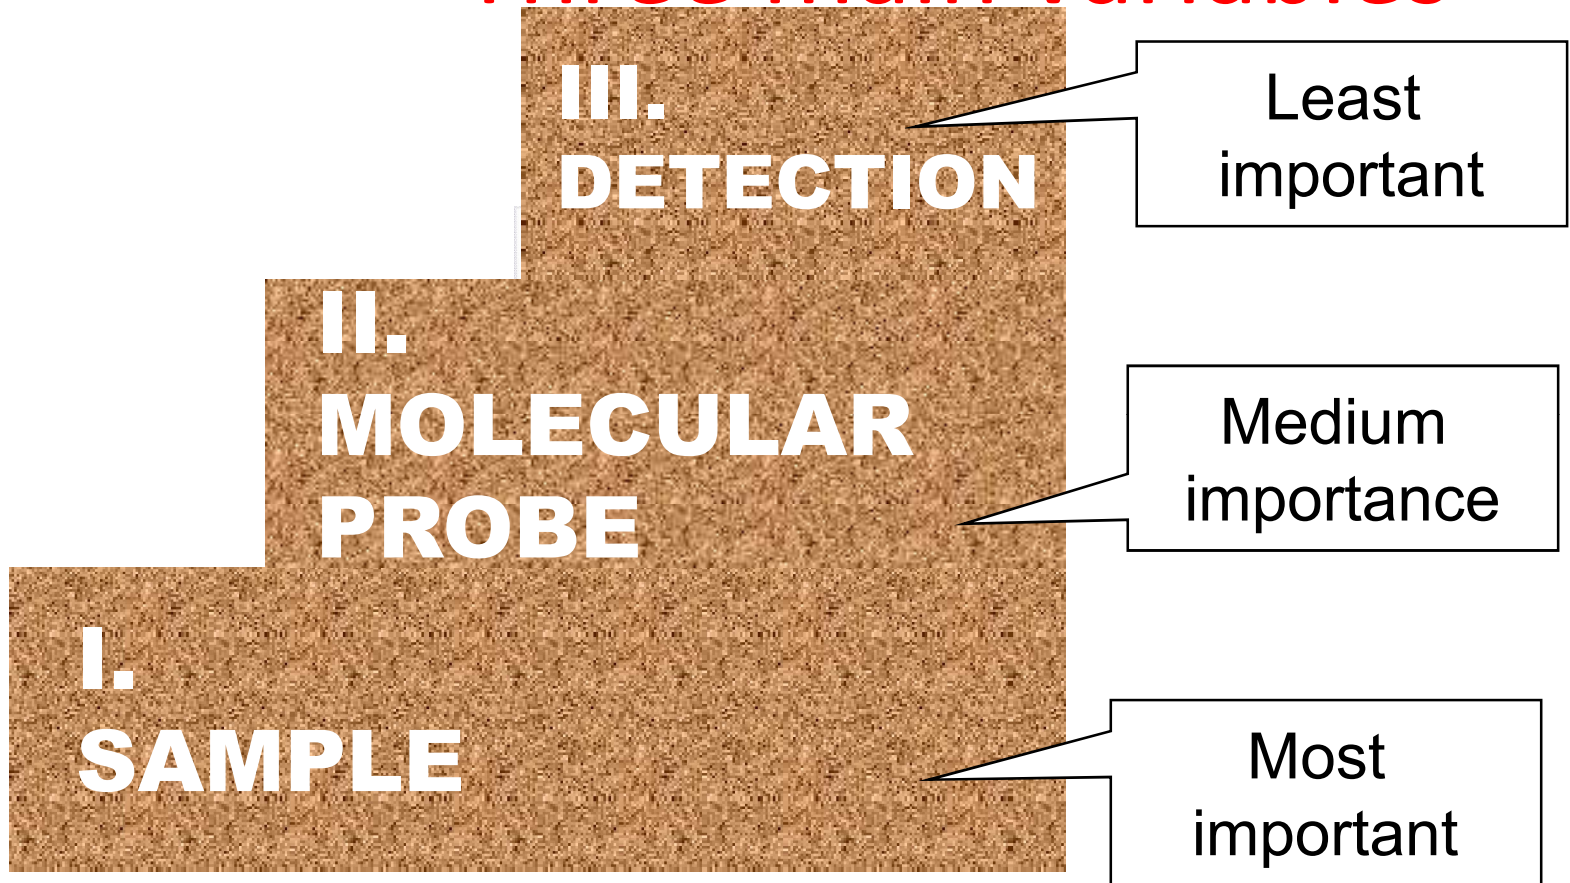 III.
DETECTION
Least
important
II.
MOLECULAR
PROBE
Medium
importance
I.
SAMPLE
Most
important